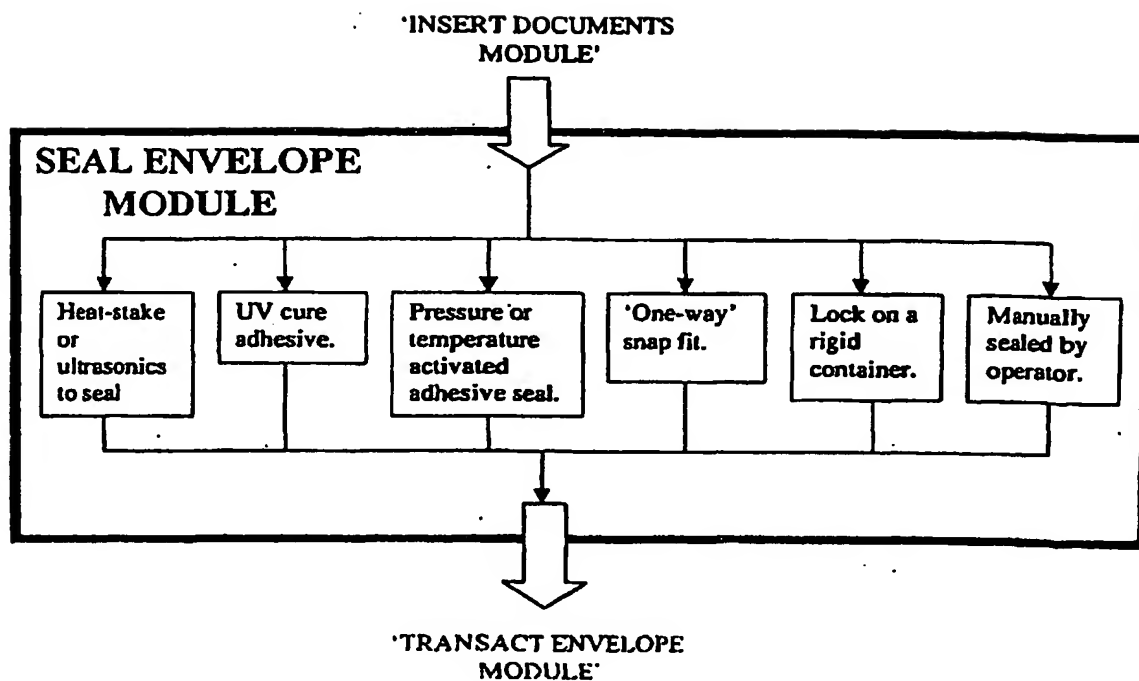 'INSERT DOCUMENTS
MODULE'
SEAL ENVELOPE
MODULE
Heat-stake
or
ultrasonics
to seal
UV cure
adhesive.
Pressure or
temperature
activated
adhesive seal.
'One-way'
snap fit.
Lock on a
rigid
container.
Manually
sealed by
operator.
'TRANSACT ENVELOPE
MODULE'